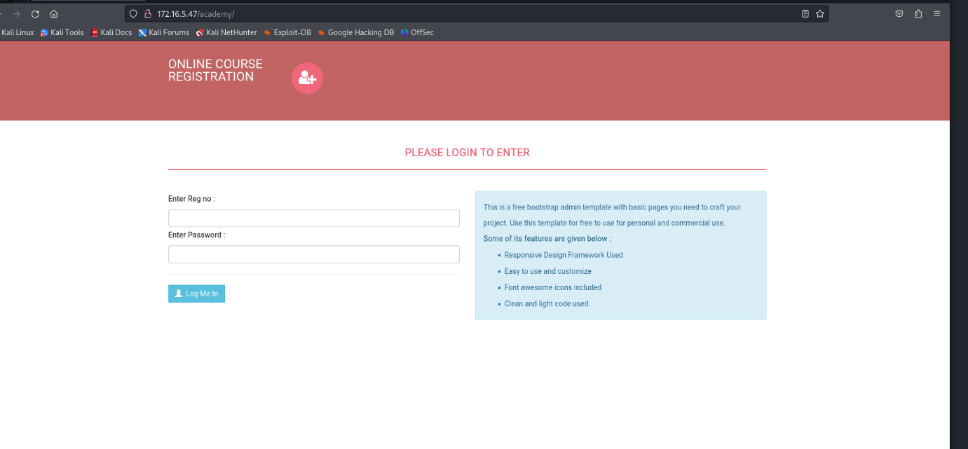 172.16.5.47/academy/
Kali Linux Kali Tools Kali Docs Kali Forums Kali NetHunter Exploit-DB Google Hacking DB OffSec
ONLINE COURSE
REGISTRATION
PLEASE LOGIN TO ENTER
Enter Reg no :
Enter Password :
Log Me In
This is a free bootstrap admin template with basic pages you need to craft your
project. Use this template for free to use for personal and commercial use.
Some of its features are given below :
Responsive Design Framework Used
Easy to use and customize
Font awesome icons included
Clean and light code used.